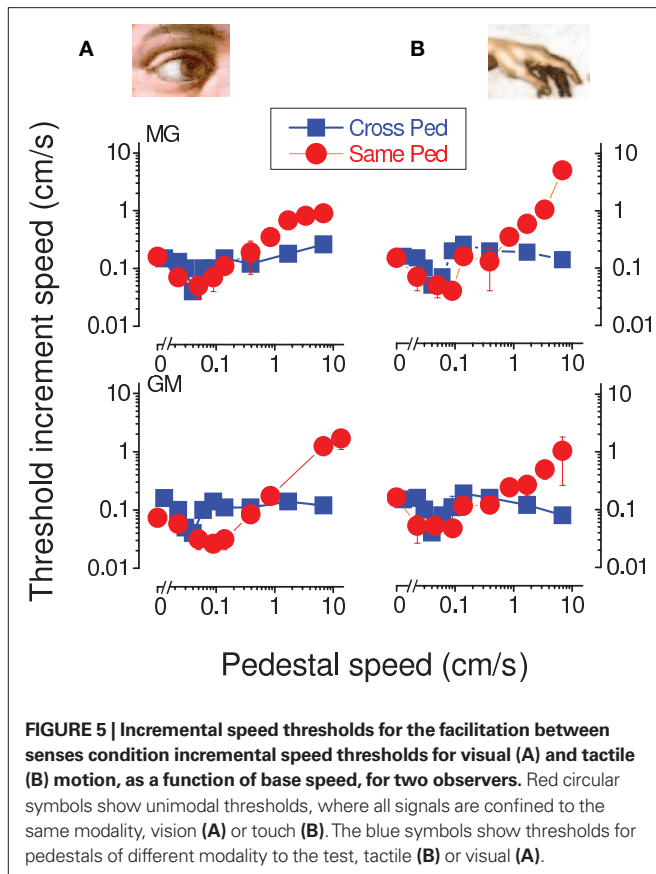 A
B
Cross Ped
Same Ped
MG
10
1
0.1
0.01
0 0.1 1 10
10
1
0.1
0.01
0 0.1 1 10
GM
10
1
0.1
0.01
0 0.1 1 10
10
1
0.1
0.01
0 0.1 1 10
Threshold increment speed (cm/s)
Pedestal speed (cm/s)
FIGURE 5 | Incremental speed thresholds for the facilitation between
senses condition incremental speed thresholds for visual (A) and tactile
(B) motion, as a function of base speed, for two observers. Red circular
symbols show unimodal thresholds, where all signals are confined to the
same modality, vision (A) or touch (B). The blue symbols show thresholds for
pedestals of different modality to the test, tactile (B) or visual (A).